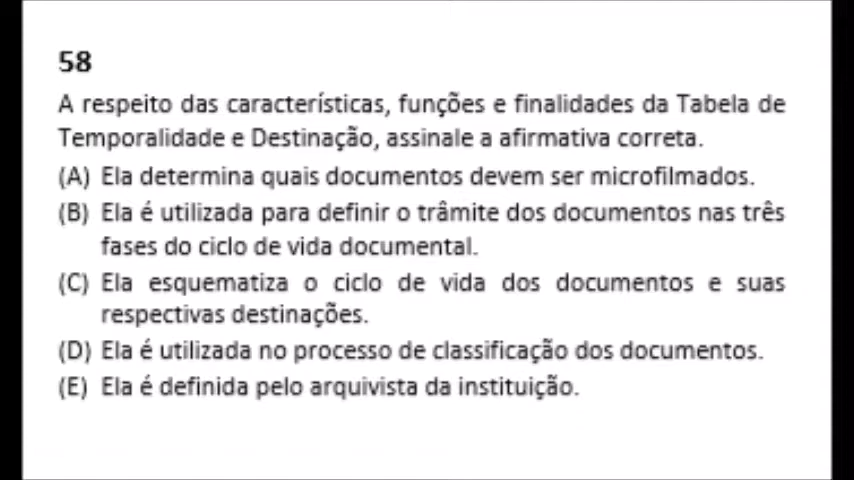 58
A respeito das características, funções e finalidades da Tabela de
Temporalidade e Destinação, assinale a afirmativa correta.
(A) Ela determina quais documentos devem ser microfilmados.
(B) Ela é utilizada para definir o trâmite dos documentos nas três
fases do ciclo de vida documental.
(C) Ela esquematiza o ciclo de vida dos documentos e suas
respectivas destinações.
(D) Ela é utilizada no processo de classificação dos documentos.
(E) Ela é definida pelo arquivista da instituição.